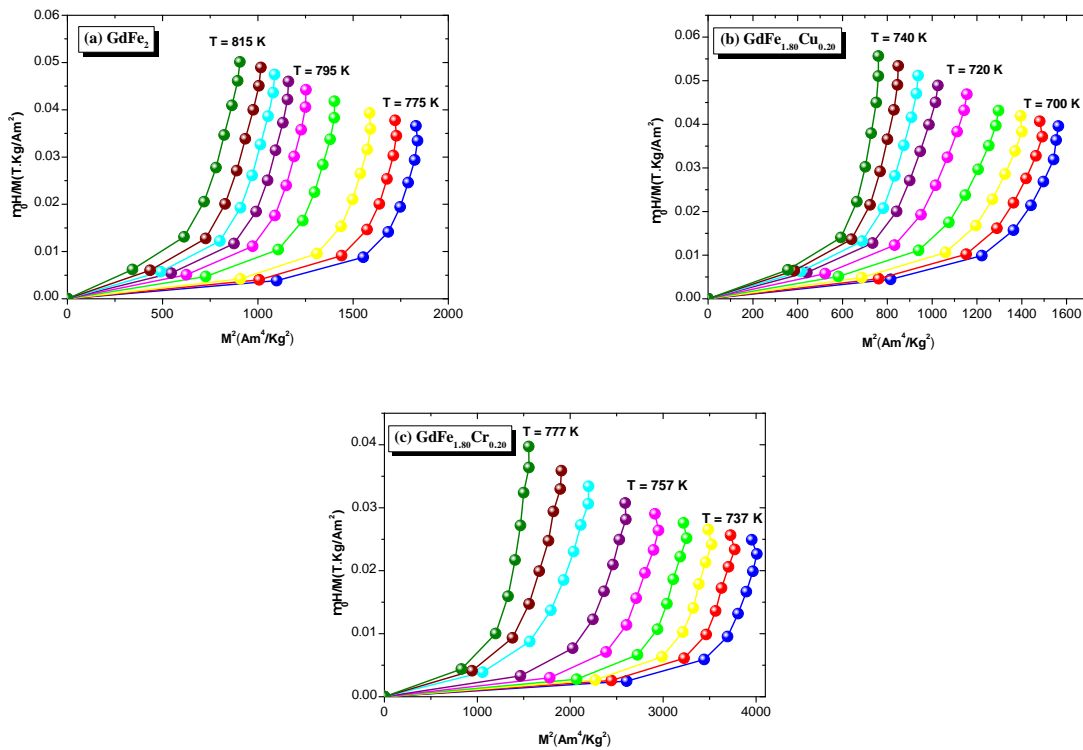 (a) GdFe₂
T = 815 K
T = 795 K
T = 775 K
0.06
0.05
0.04
0.03
0.02
0.01
0.00
m₀H/M(T.Kg/Am²)
0 500 1000 1500 2000
M²(Am⁴/Kg²)
(b) GdFe₁.₈₀Cu₀.₂₀
T = 740 K
T = 720 K
T = 700 K
0.06
0.05
0.04
0.03
0.02
0.01
0.00
m₀H/M(T.Kg/Am²)
0 200 400 600 800 1000 1200 1400 1600
M²(Am⁴/Kg²)
(c) GdFe₁.₈₀Cr₀.₂₀
T = 777 K
T = 757 K
T = 737 K
0.04
0.03
0.02
0.01
0.00
m₀H/M(T.Kg/Am²)
0 1000 2000 3000 4000
M²(Am⁴/Kg²)